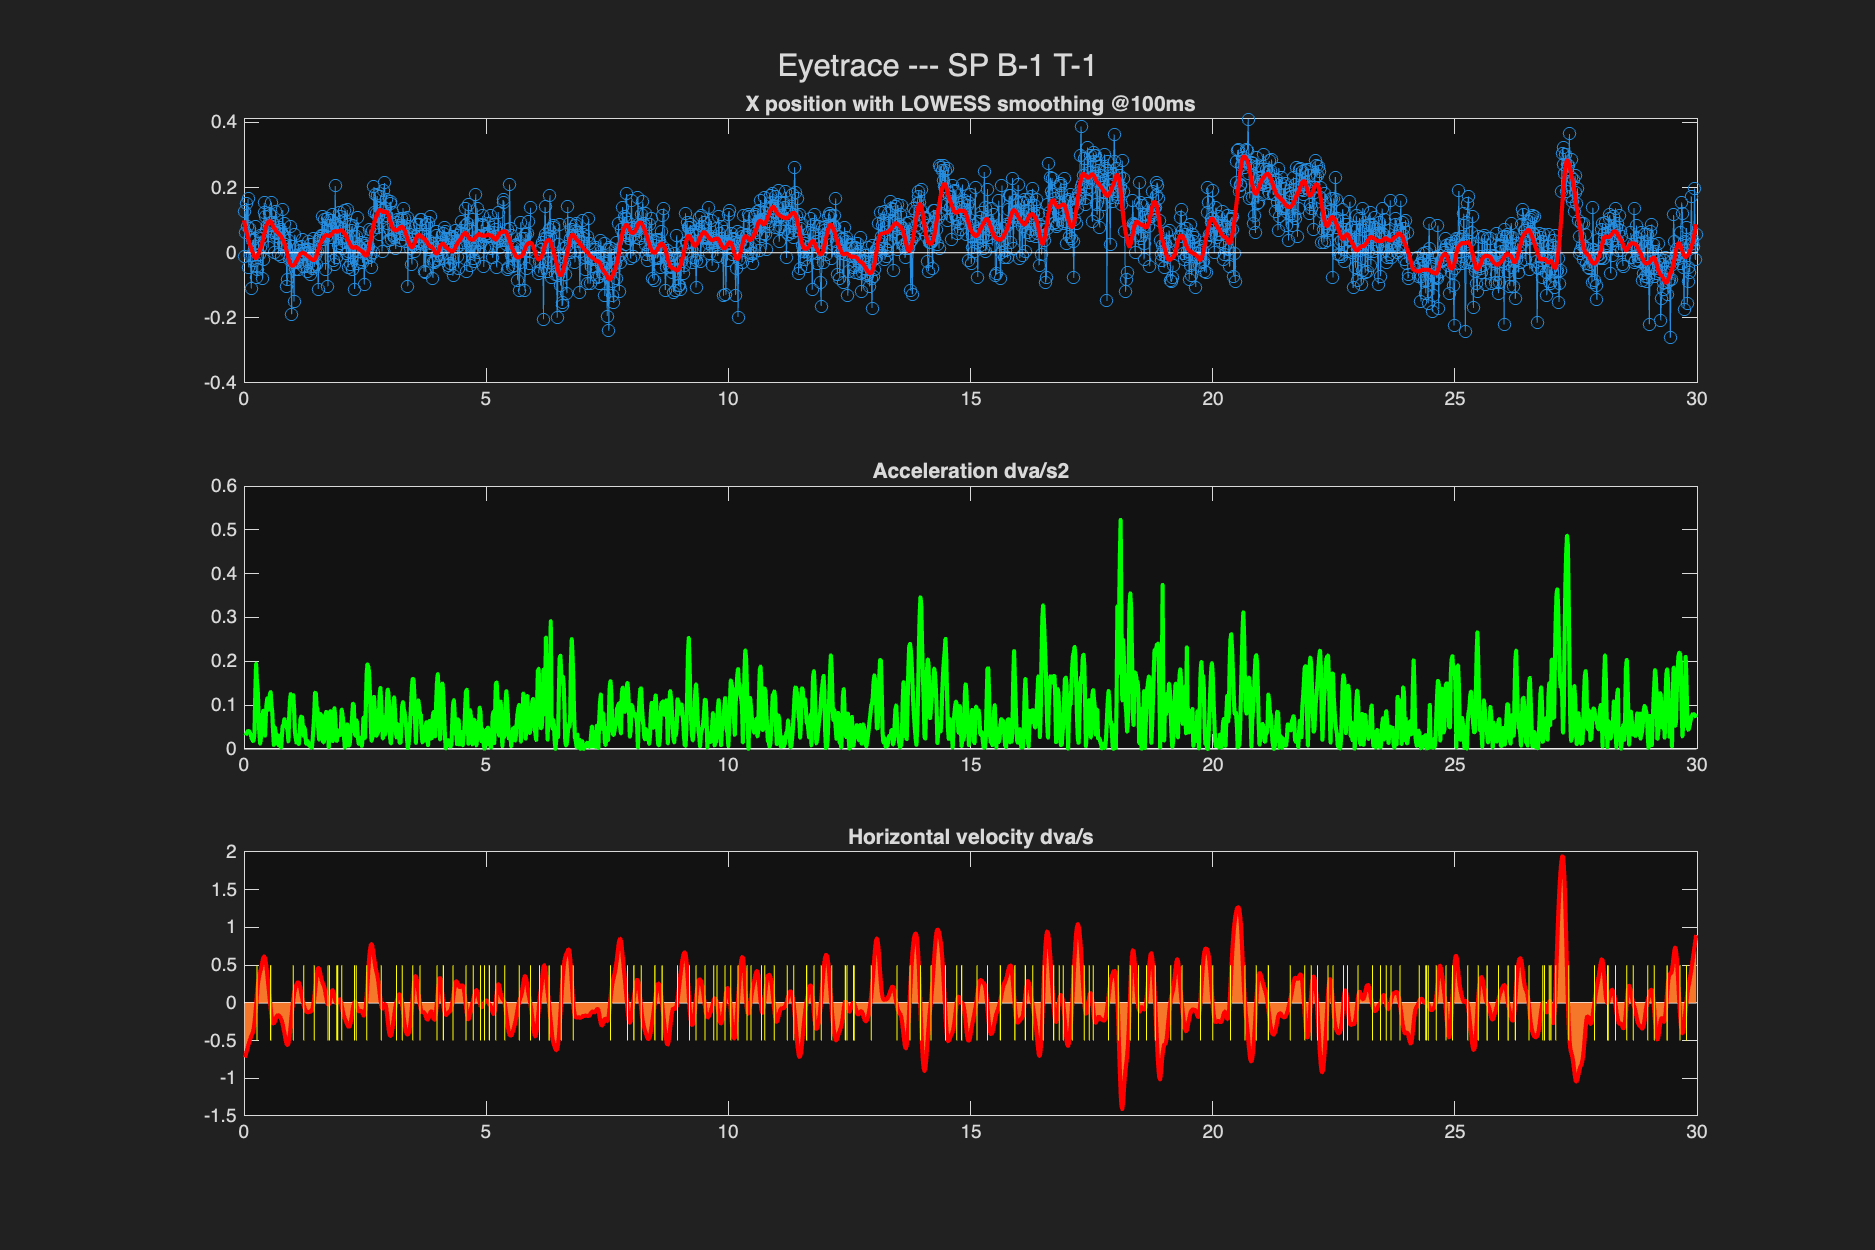 Eyetrace --- SP B-1 T-1
X position with LOWESS smoothing @100ms
0.4
0.2
0
-0.2
-0.4
0 5 10 15 20 25 30
Acceleration dva/s2
0.6
0.5
0.4
0.3
0.2
0.1
0
0 5 10 15 20 25 30
Horizontal velocity dva/s
2
1.5
1
0.5
0
-0.5
-1
-1.5
0 5 10 15 20 25 30